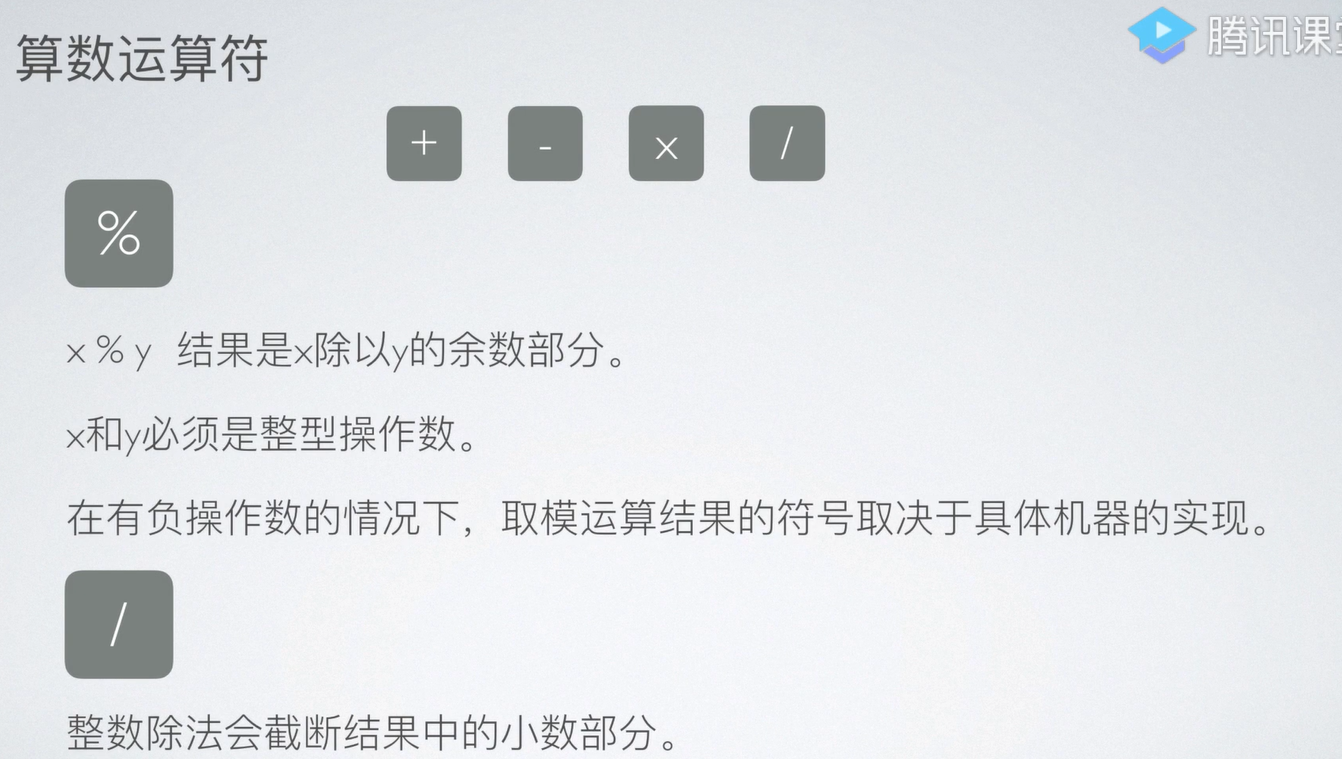 算数运算符
腾讯课
+ - x /
%
x % y 结果是x除以y的余数部分。
x和y必须是整型操作数。
在有负操作数的情况下，取模运算结果的符号取决于具体机器的实现。
/
整数除法会截断结果中的小数部分。